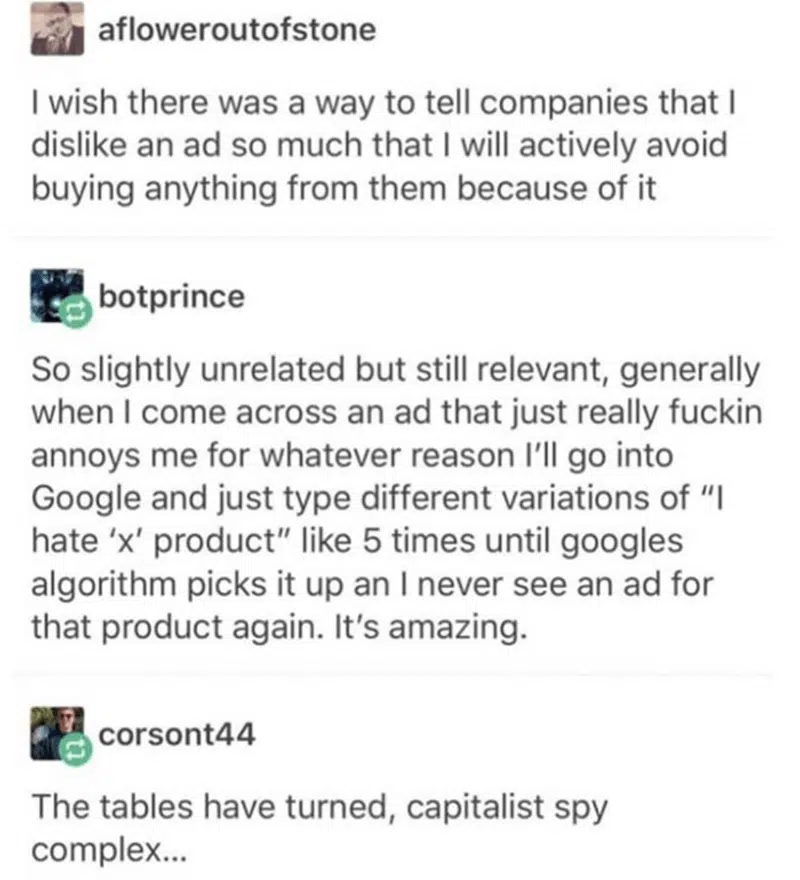 afloweroutofstone
I wish there was a way to tell companies that I
dislike an ad so much that I will actively avoid
buying anything from them because of it
botprince
So slightly unrelated but still relevant, generally
when I come across an ad that just really fuckin
annoys me for whatever reason I'll go into
Google and just type different variations of "I
hate 'x' product" like 5 times until googles
algorithm picks it up an I never see an ad for
that product again. It's amazing.
corsont44
The tables have turned, capitalist spy
complex...